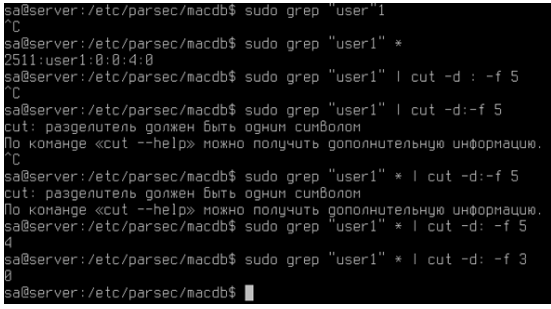 sa@server:/etc/parsec/macdb$ sudo grep "user"1
^C
sa@server:/etc/parsec/macdb$ sudo grep "user1" *
2511:user1:0:0:4:0
sa@server:/etc/parsec/macdb$ sudo grep "user1" | cut -d : -f 5
^C
sa@server:/etc/parsec/macdb$ sudo grep "user1" | cut -d:-f 5
cut: разделитель должен быть одним символом
По команде «cut --help» можно получить дополнительную информацию.
^C
sa@server:/etc/parsec/macdb$ sudo grep "user1" * | cut -d:-f 5
cut: разделитель должен быть одним символом
По команде «cut --help» можно получить дополнительную информацию.
sa@server:/etc/parsec/macdb$ sudo grep "user1" * | cut -d: -f 5
4
sa@server:/etc/parsec/macdb$ sudo grep "user1" * | cut -d: -f 3
0
sa@server:/etc/parsec/macdb$